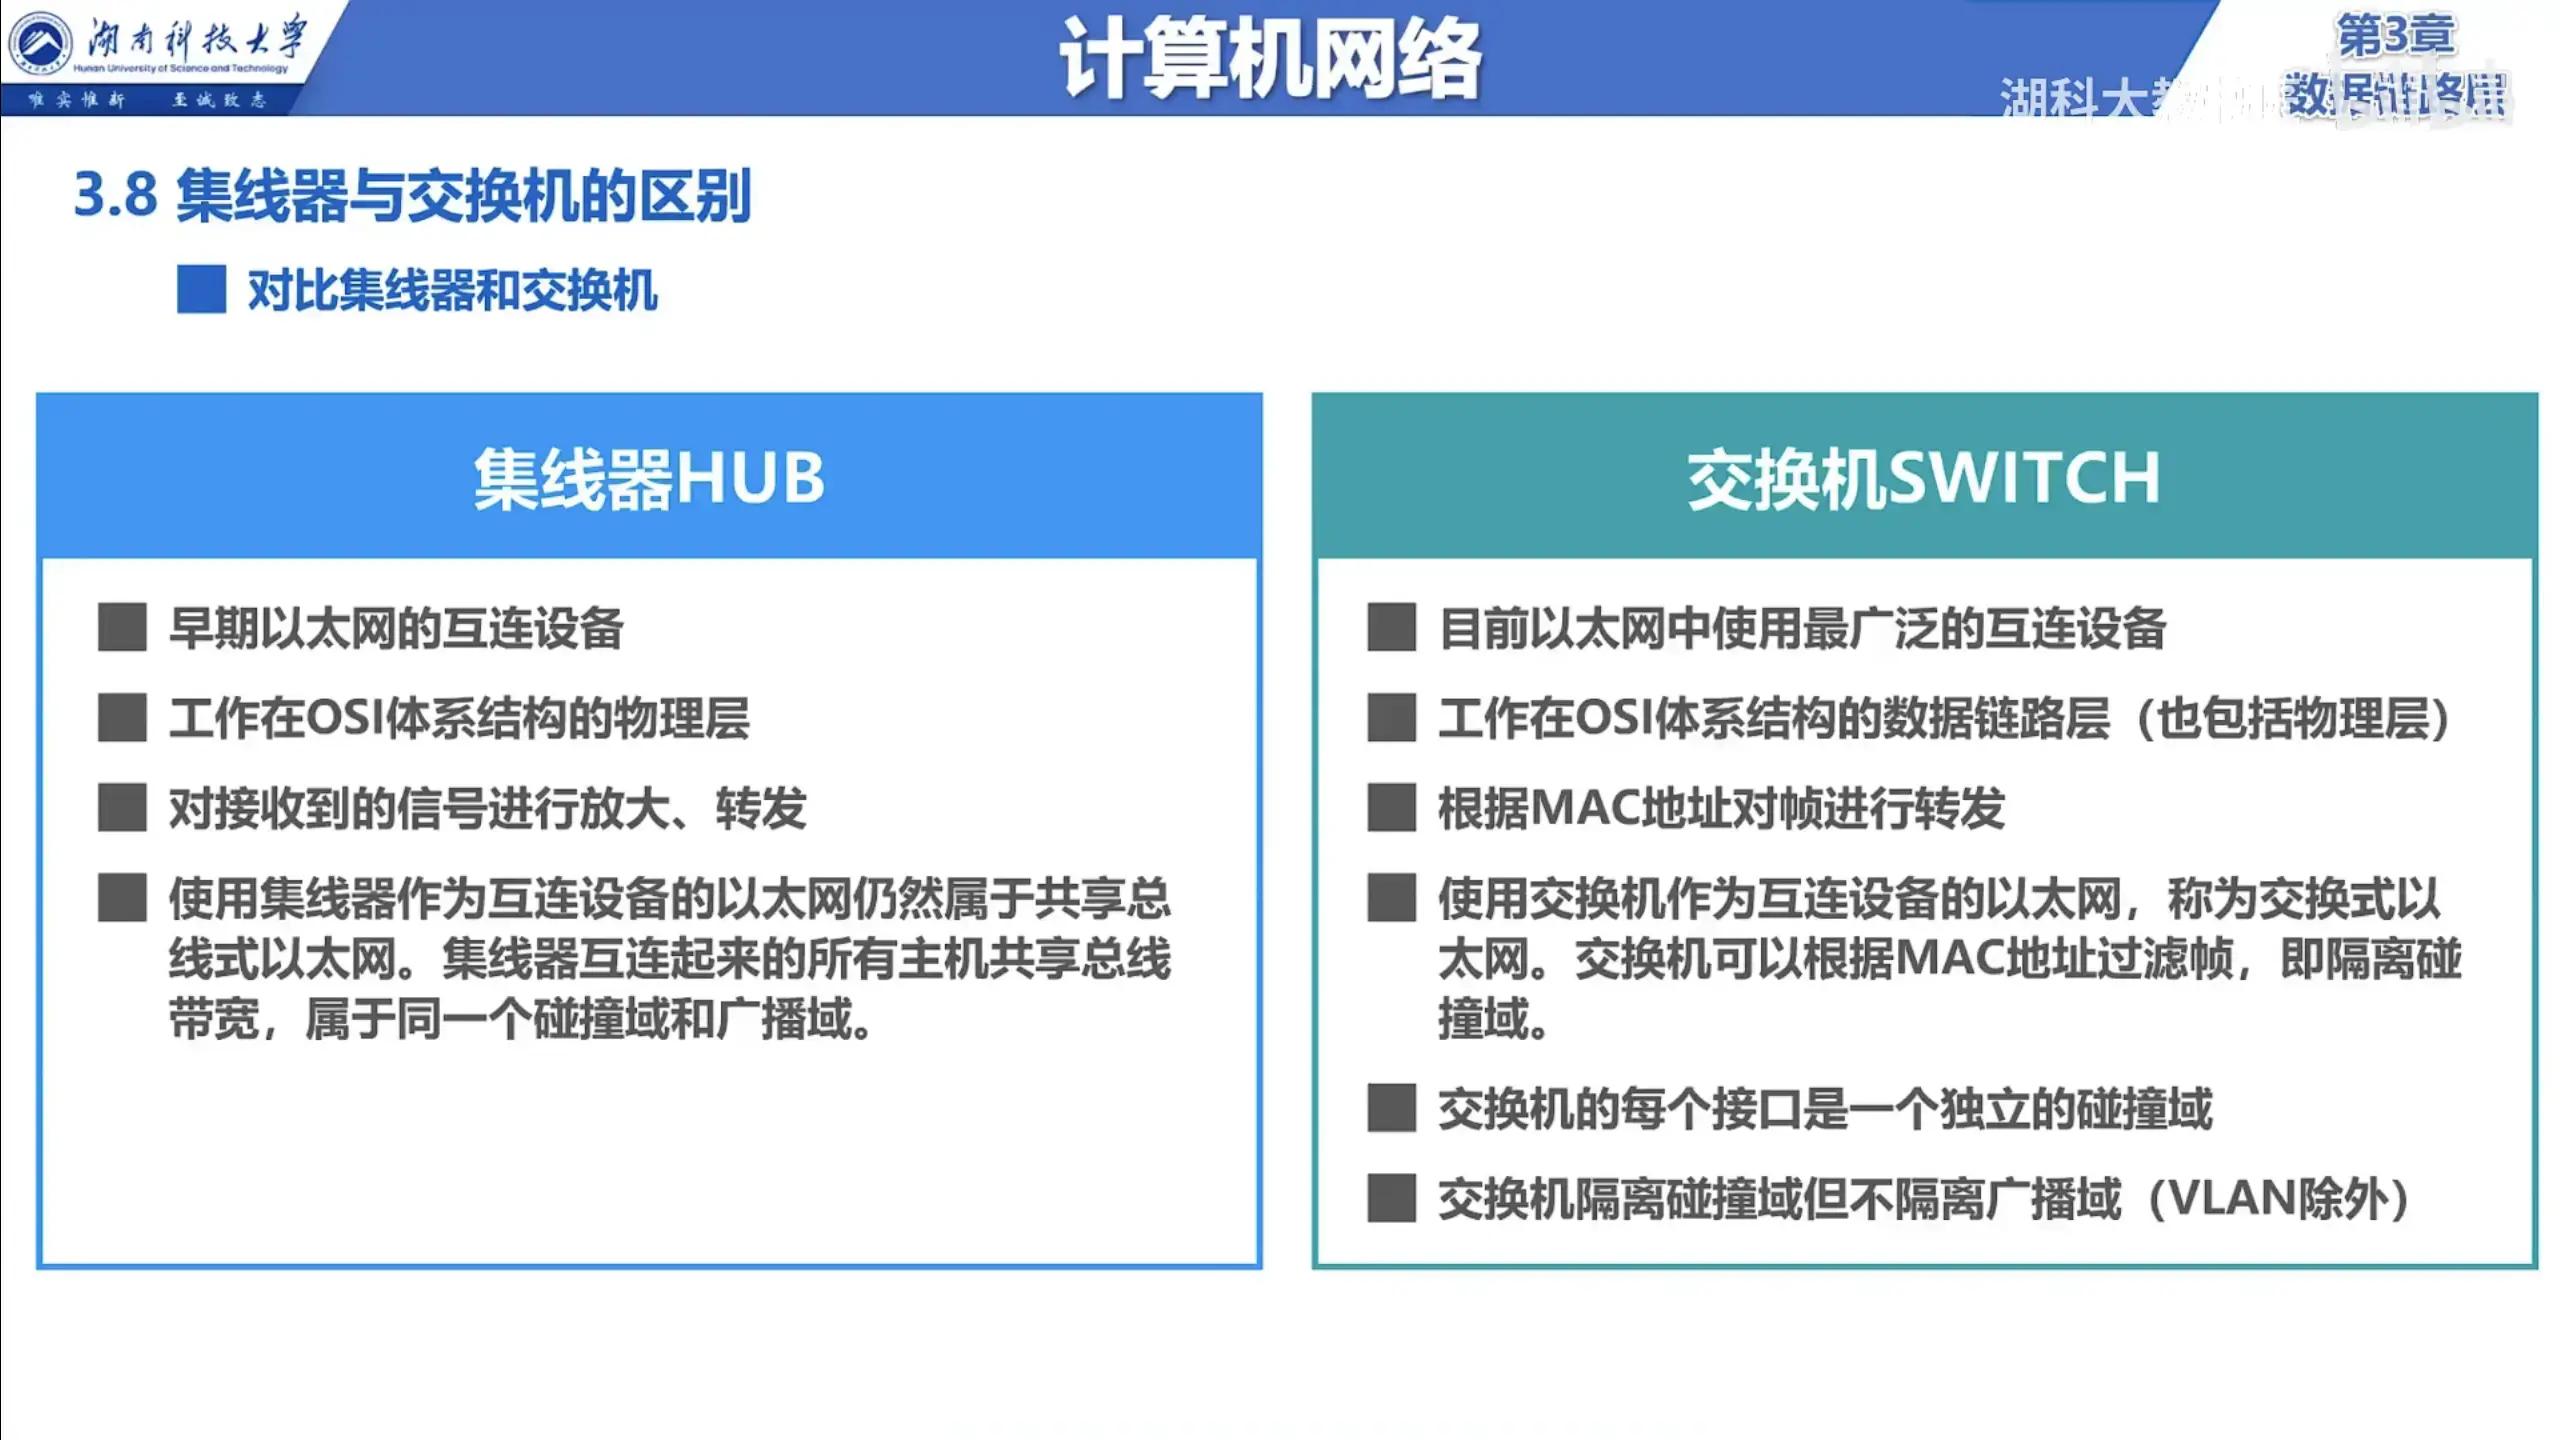 湖南科技大学
Hunan University of Science and Technology
唯实惟新 至诚致志
计算机网络
第3章
数据链路层
湖科大教书匠
3.8 集线器与交换机的区别
对比集线器和交换机
集线器HUB
早期以太网的互连设备
工作在OSI体系结构的物理层
对接收到的信号进行放大、转发
使用集线器作为互连设备的以太网仍然属于共享总
线式以太网。集线器互连起来的所有主机共享总线
带宽，属于同一个碰撞域和广播域。
交换机SWITCH
目前以太网中使用最广泛的互连设备
工作在OSI体系结构的数据链路层（也包括物理层）
根据MAC地址对帧进行转发
使用交换机作为互连设备的以太网，称为交换式以
太网。交换机可以根据MAC地址过滤帧，即隔离碰
撞域。
交换机的每个接口是一个独立的碰撞域
交换机隔离碰撞域但不隔离广播域（VLAN除外）